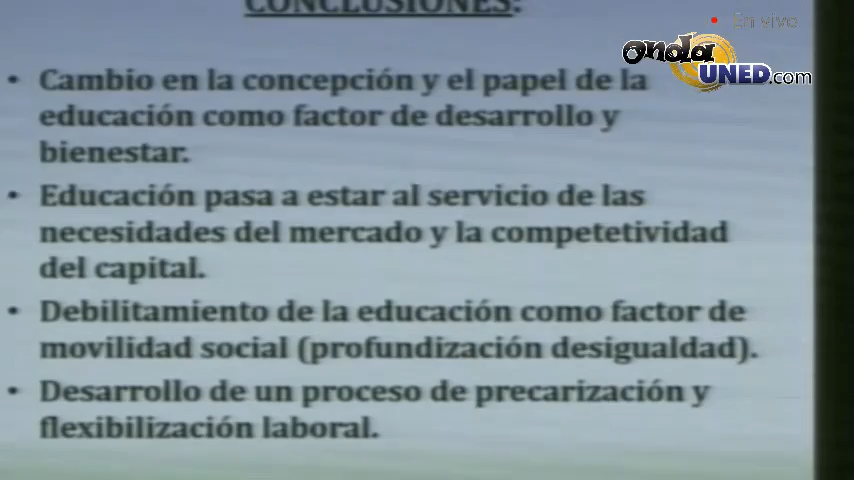 CONCLUSIONES:
En vivo
onda
UNED.com
• Cambio en la concepción y el papel de la
educación como factor de desarrollo y
bienestar.
• Educación pasa a estar al servicio de las
necesidades del mercado y la competetividad
del capital.
• Debilitamiento de la educación como factor de
movilidad social (profundización desigualdad).
• Desarrollo de un proceso de precarización y
flexibilización laboral.